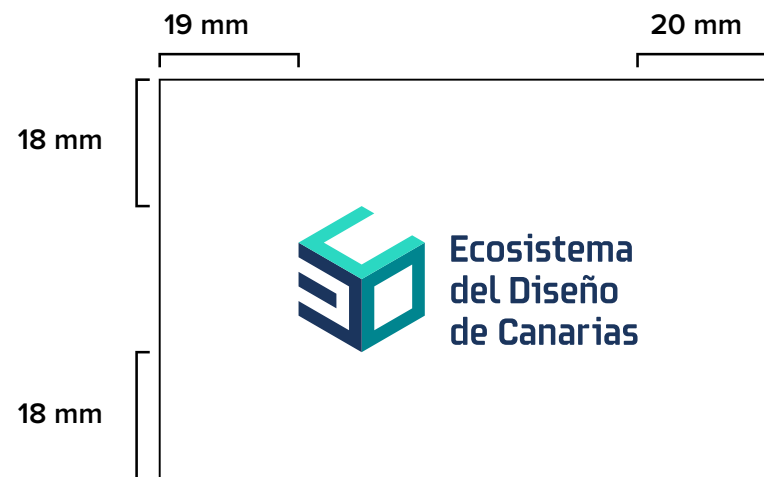 19 mm
20 mm
18 mm
Ecosistema
del Diseño
de Canarias
18 mm